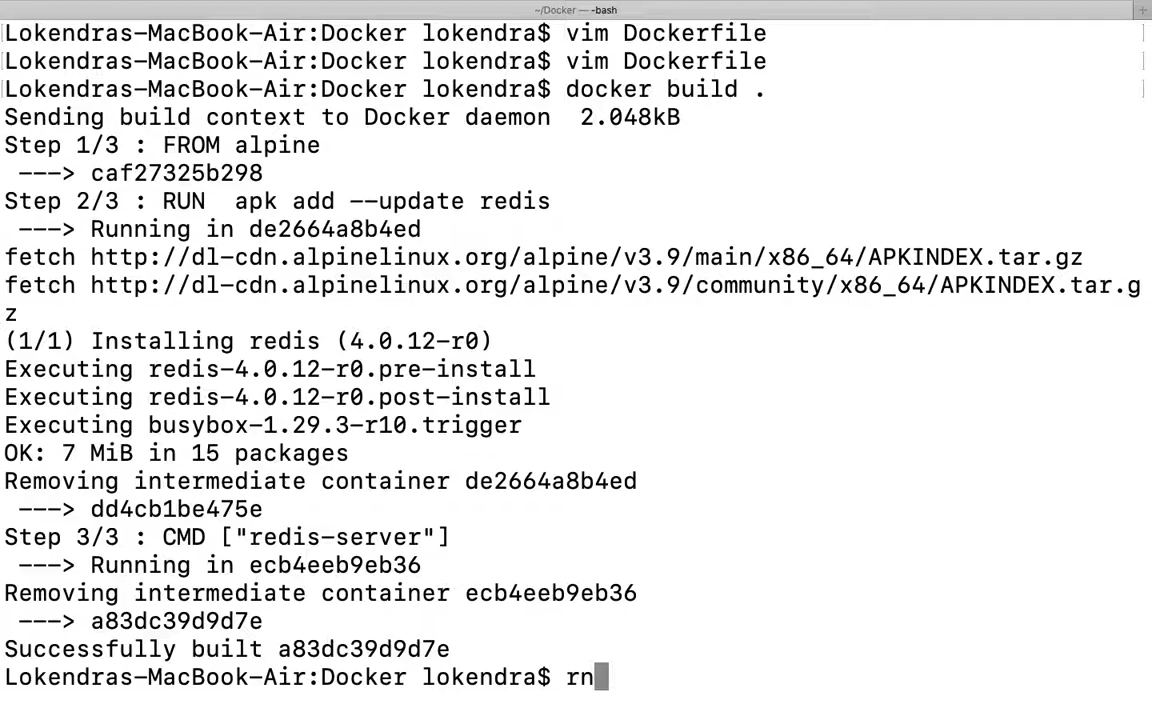 ~/Docker — -bash
Lokendras-MacBook-Air:Docker lokendra$ vim Dockerfile
Lokendras-MacBook-Air:Docker lokendra$ vim Dockerfile
Lokendras-MacBook-Air:Docker lokendra$ docker build .
Sending build context to Docker daemon  2.048kB
Step 1/3 : FROM alpine
 ---> caf27325b298
Step 2/3 : RUN  apk add --update redis
 ---> Running in de2664a8b4ed
fetch http://dl-cdn.alpinelinux.org/alpine/v3.9/main/x86_64/APKINDEX.tar.gz
fetch http://dl-cdn.alpinelinux.org/alpine/v3.9/community/x86_64/APKINDEX.tar.g
z
(1/1) Installing redis (4.0.12-r0)
Executing redis-4.0.12-r0.pre-install
Executing redis-4.0.12-r0.post-install
Executing busybox-1.29.3-r10.trigger
OK: 7 MiB in 15 packages
Removing intermediate container de2664a8b4ed
 ---> dd4cb1be475e
Step 3/3 : CMD ["redis-server"]
 ---> Running in ecb4eeb9eb36
Removing intermediate container ecb4eeb9eb36
 ---> a83dc39d9d7e
Successfully built a83dc39d9d7e
Lokendras-MacBook-Air:Docker lokendra$ rn